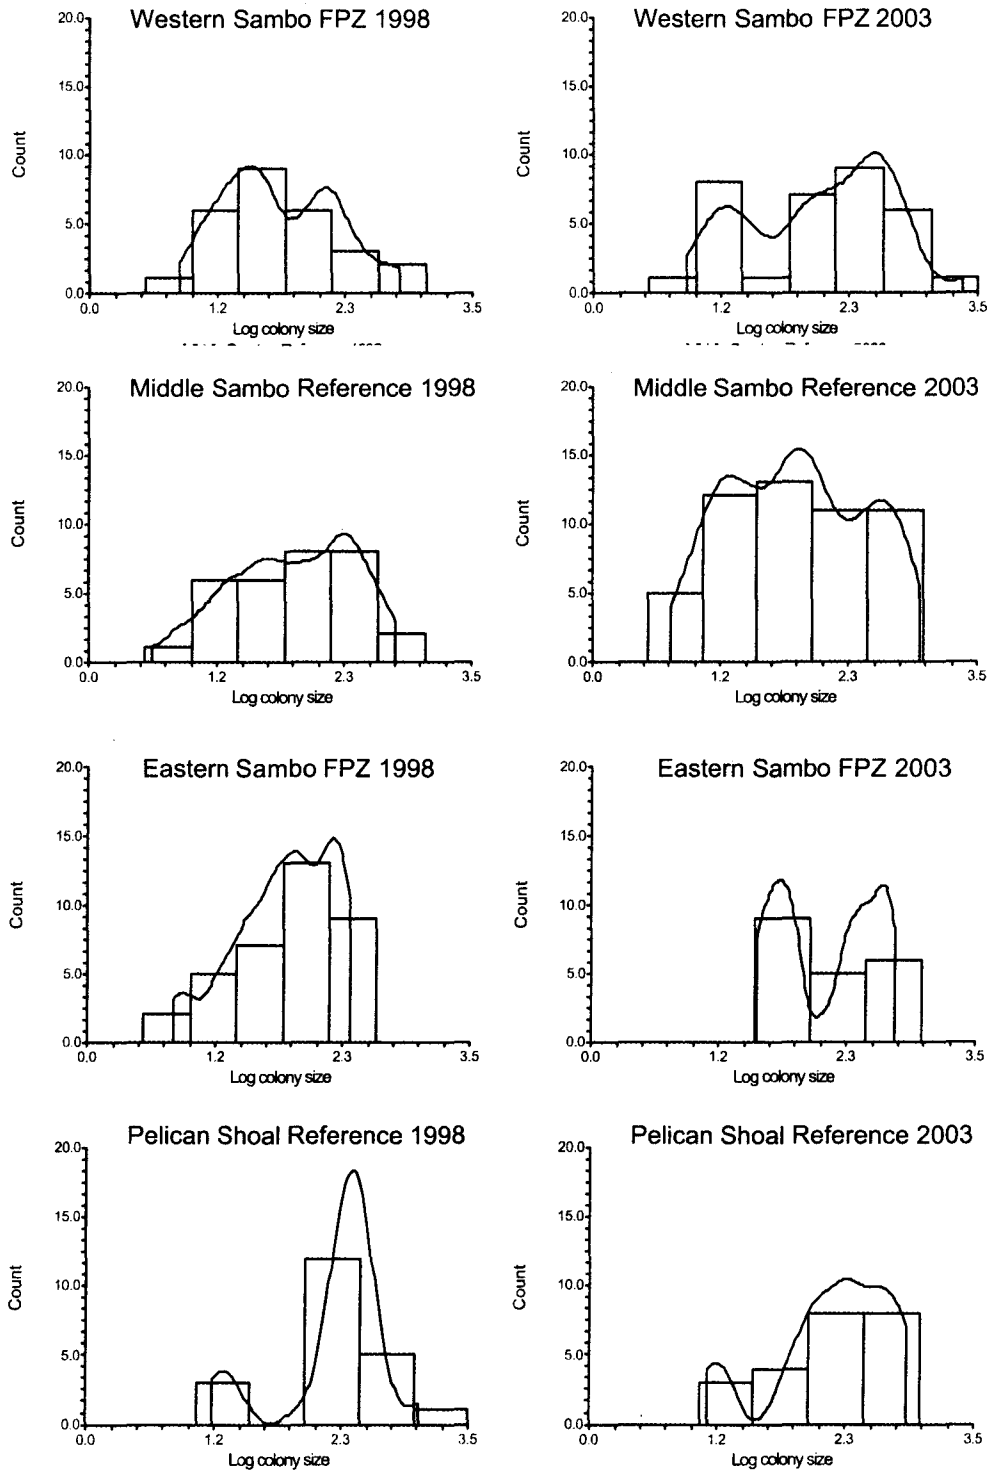 Western Sambo FPZ 1998
20.0
15.0
10.0
5.0
0.0
Count
0.0 1.2 2.3 3.5
Log colony size
Western Sambo FPZ 2003
20.0
15.0
10.0
5.0
0.0
Count
0.0 1.2 2.3 3.5
Log colony size
Middle Sambo Reference 1998
20.0
15.0
10.0
5.0
0.0
Count
0.0 1.2 2.3 3.5
Log colony size
Middle Sambo Reference 2003
20.0
15.0
10.0
5.0
0.0
Count
0.0 1.2 2.3 3.5
Log colony size
Eastern Sambo FPZ 1998
20.0
15.0
10.0
5.0
0.0
Count
0.0 1.2 2.3 3.5
Log colony size
Eastern Sambo FPZ 2003
20.0
15.0
10.0
5.0
0.0
Count
0.0 1.2 2.3 3.5
Log colony size
Pelican Shoal Reference 1998
20.0
15.0
10.0
5.0
0.0
Count
0.0 1.2 2.3 3.5
Log colony size
Pelican Shoal Reference 2003
20.0
15.0
10.0
5.0
0.0
Count
0.0 1.2 2.3 3.5
Log colony size